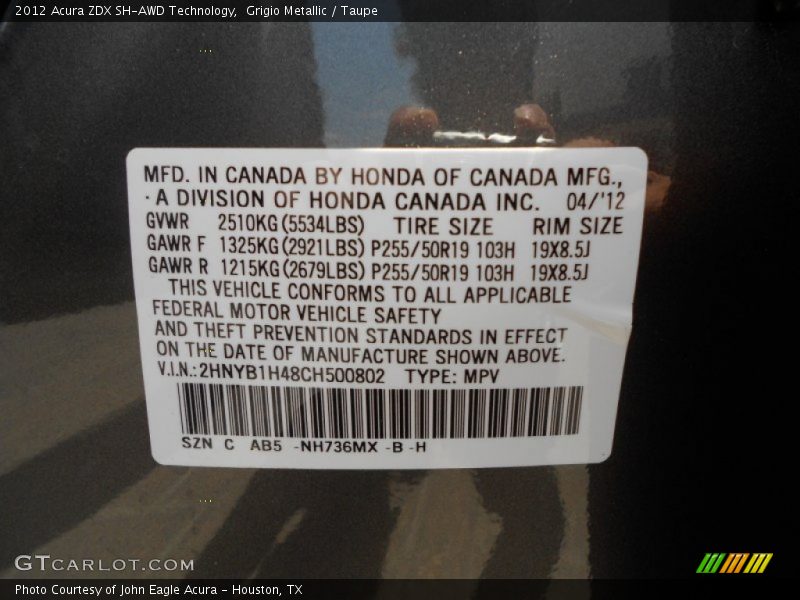 2012 Acura ZDX SH-AWD Technology,  Grigio Metallic / Taupe
MFD. IN CANADA BY HONDA OF CANADA MFG.,
· A DIVISION OF HONDA CANADA INC.  04/'12
GVWR  2510KG(5534LBS)  TIRE SIZE  RIM SIZE
GAWR F  1325KG(2921LBS) P255/50R19 103H  19X8.5J
GAWR R  1215KG(2679LBS) P255/50R19 103H  19X8.5J
THIS VEHICLE CONFORMS TO ALL APPLICABLE
FEDERAL MOTOR VEHICLE SAFETY
AND THEFT PREVENTION STANDARDS IN EFFECT
ON THE DATE OF MANUFACTURE SHOWN ABOVE.
V.I.N.:2HNYB1H48CH500802  TYPE: MPV
SZN  C  AB5  -NH736MX -B -H
GTCARLOT.COM
Photo Courtesy of John Eagle Acura - Houston, TX